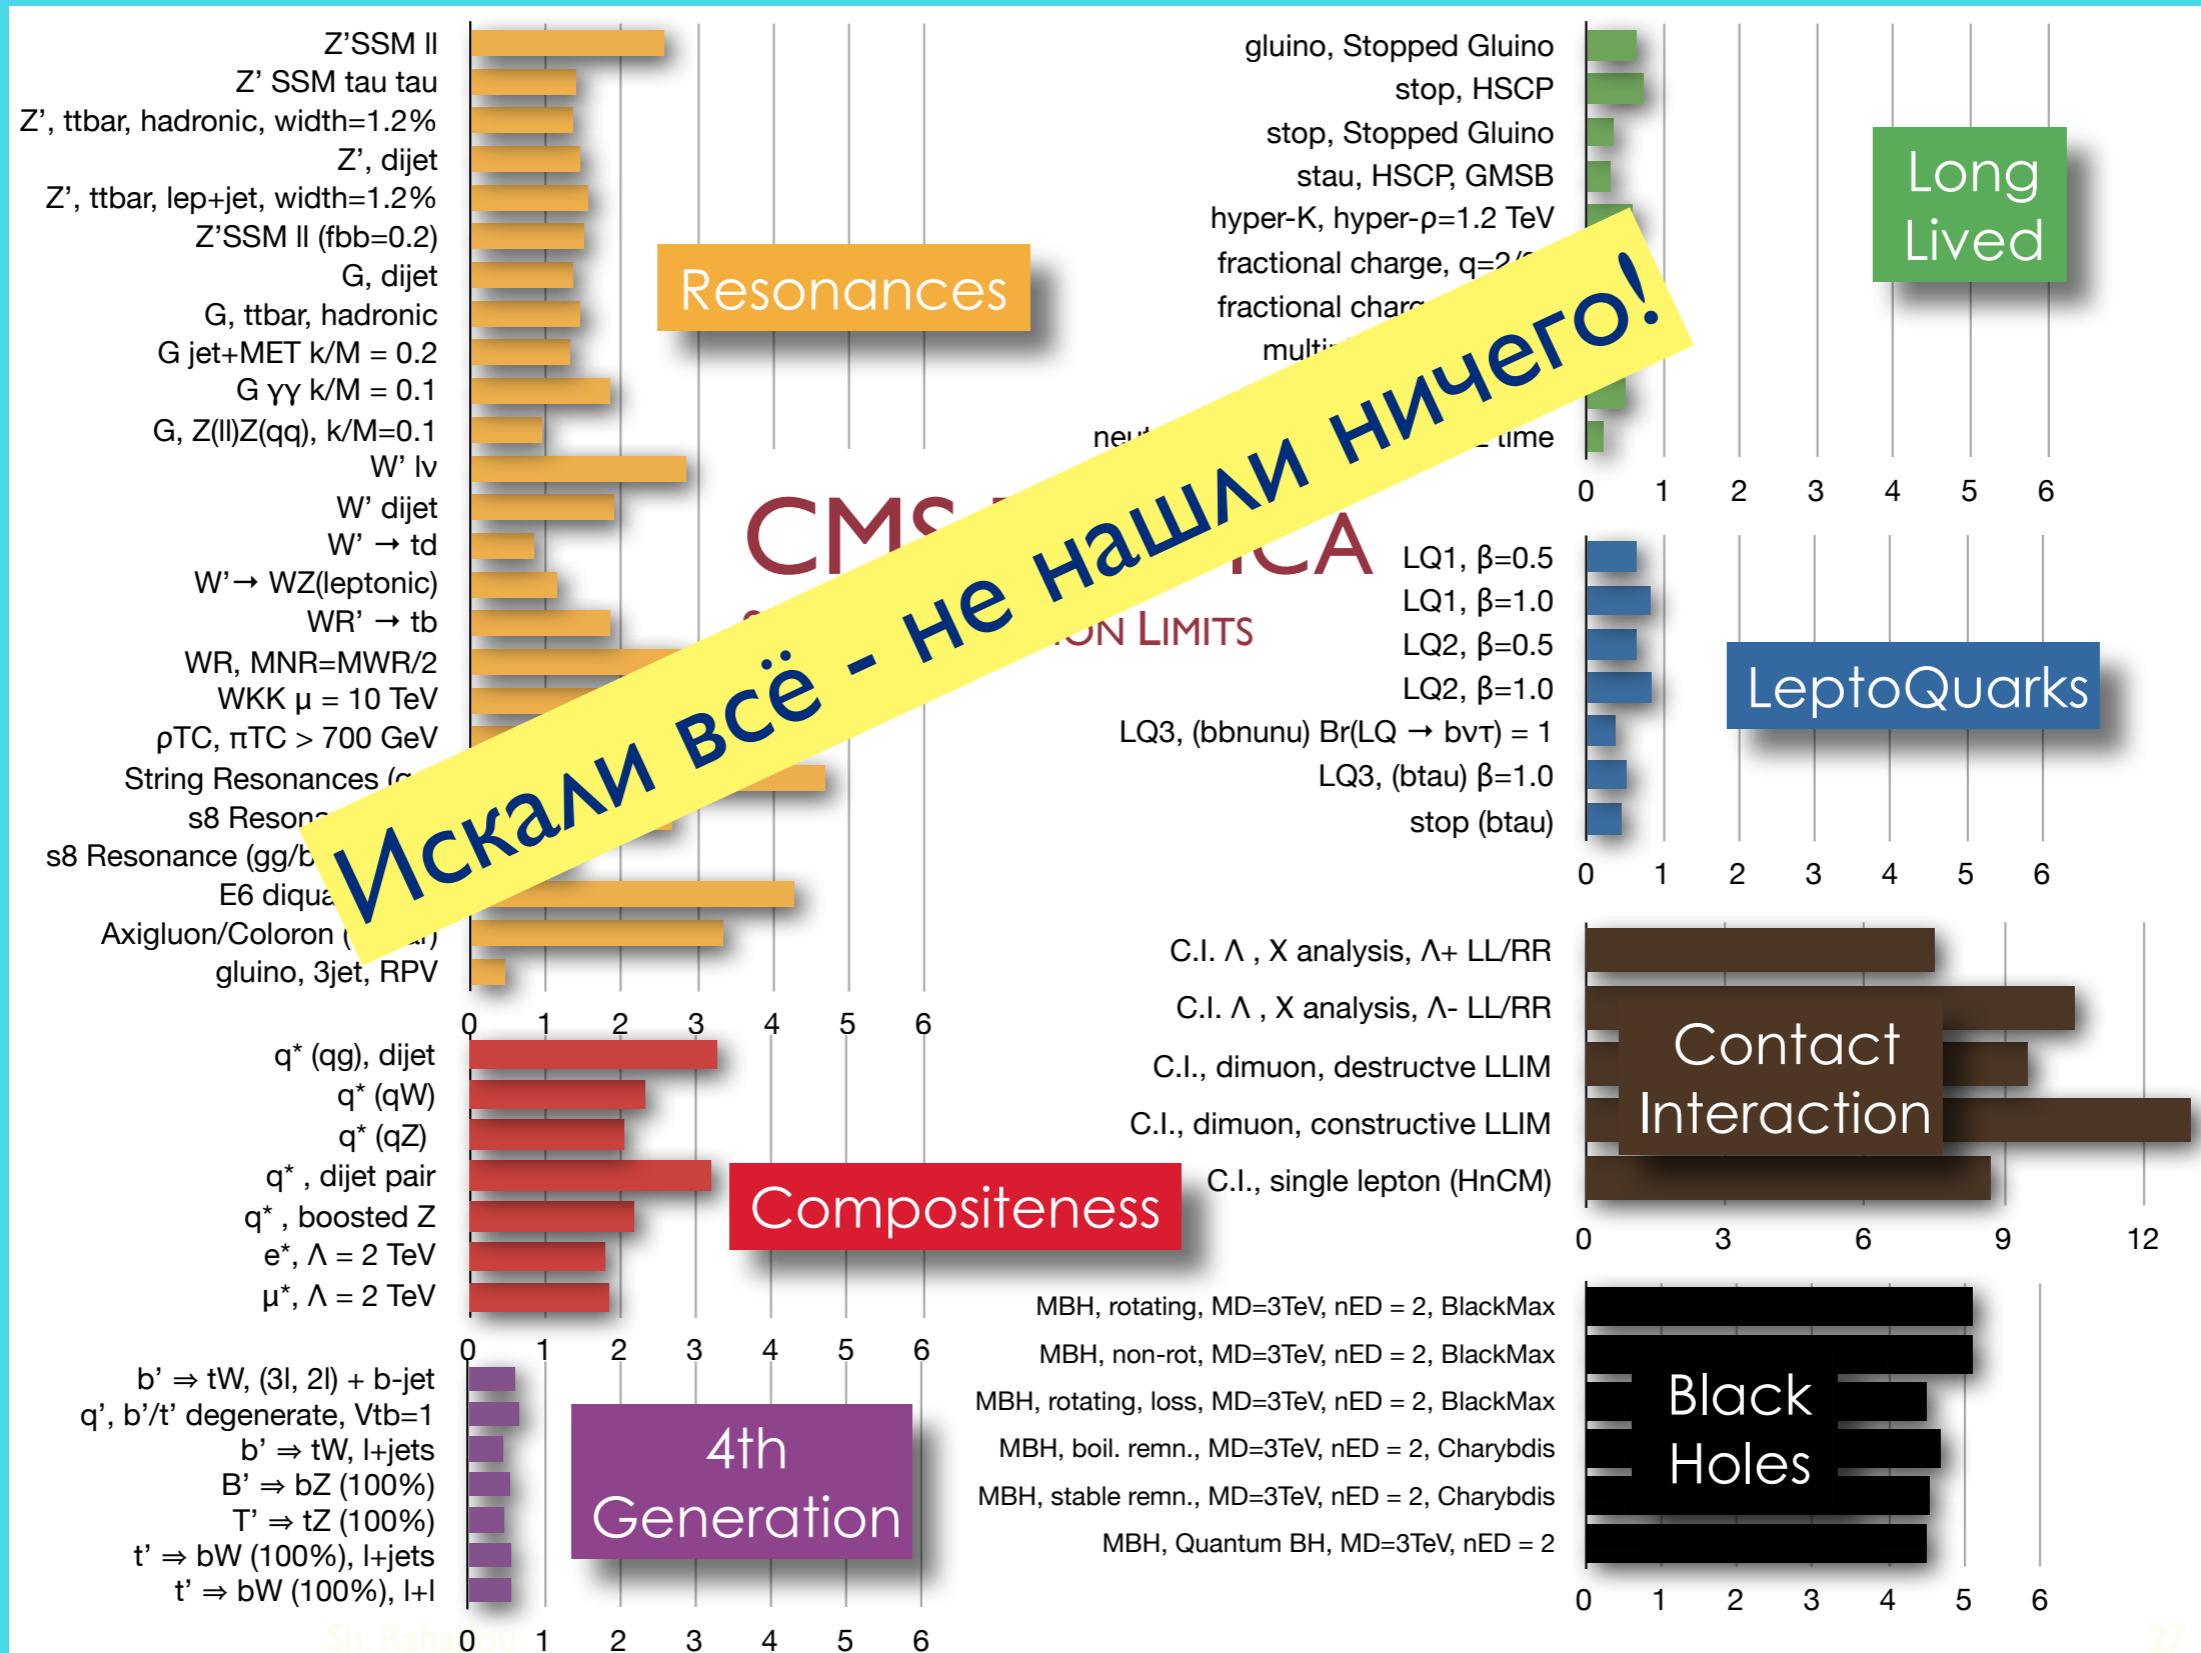 Z'SSM ll
Z' SSM tau tau
Z', ttbar, hadronic, width=1.2%
Z', dijet
Z', ttbar, lep+jet, width=1.2%
Z'SSM ll (fbb=0.2)
G, dijet
G, ttbar, hadronic
G jet+MET k/M = 0.2
G γγ k/M = 0.1
G, Z(ll)Z(qq), k/M=0.1
W' lν
W' dijet
W' → td
W'→ WZ(leptonic)
WR' → tb
WR, MNR=MWR/2
WKK μ = 10 TeV
ρTC, πTC > 700 GeV
String Resonances
s8
s8 Resonance
E6
Axigluon/Coloron
gluino, 3jet, RPV
0 1 2 3 4 5 6
Resonances
q* (qg), dijet
q* (qW)
q* (qZ)
q* , dijet pair
q* , boosted Z
e*, Λ = 2 TeV
μ*, Λ = 2 TeV
0 1 2 3 4 5 6
Compositeness
b' ⇒ tW, (3l, 2l) + b-jet
q', b'/t' degenerate, Vtb=1
b' ⇒ tW, l+jets
B' ⇒ bZ (100%)
T' ⇒ tZ (100%)
t' ⇒ bW (100%), l+jets
t' ⇒ bW (100%), l+l
0 1 2 3 4 5 6
4th
Generation
CMS
LIMITS
Искали всё - не нашли ничего!
gluino, Stopped Gluino
stop, HSCP
stop, Stopped Gluino
stau, HSCP, GMSB
hyper-K, hyper-ρ=1.2 TeV
fractional charge,
fractional
time
0 1 2 3 4 5 6
Long
Lived
LQ1, β=0.5
LQ1, β=1.0
LQ2, β=0.5
LQ2, β=1.0
LQ3, (bbnunu) Br(LQ → bντ) = 1
LQ3, (btau) β=1.0
stop (btau)
0 1 2 3 4 5 6
LeptoQuarks
C.I. Λ , X analysis, Λ+ LL/RR
C.I. Λ , X analysis, Λ- LL/RR
C.I., dimuon, destructve LLIM
C.I., dimuon, constructive LLIM
C.I., single lepton (HnCM)
0 3 6 9 12
Contact
Interaction
MBH, rotating, MD=3TeV, nED = 2, BlackMax
MBH, non-rot, MD=3TeV, nED = 2, BlackMax
MBH, rotating, loss, MD=3TeV, nED = 2, BlackMax
MBH, boil. remn., MD=3TeV, nED = 2, Charybdis
MBH, stable remn., MD=3TeV, nED = 2, Charybdis
MBH, Quantum BH, MD=3TeV, nED = 2
0 1 2 3 4 5 6
Black
Holes
Sh.
27